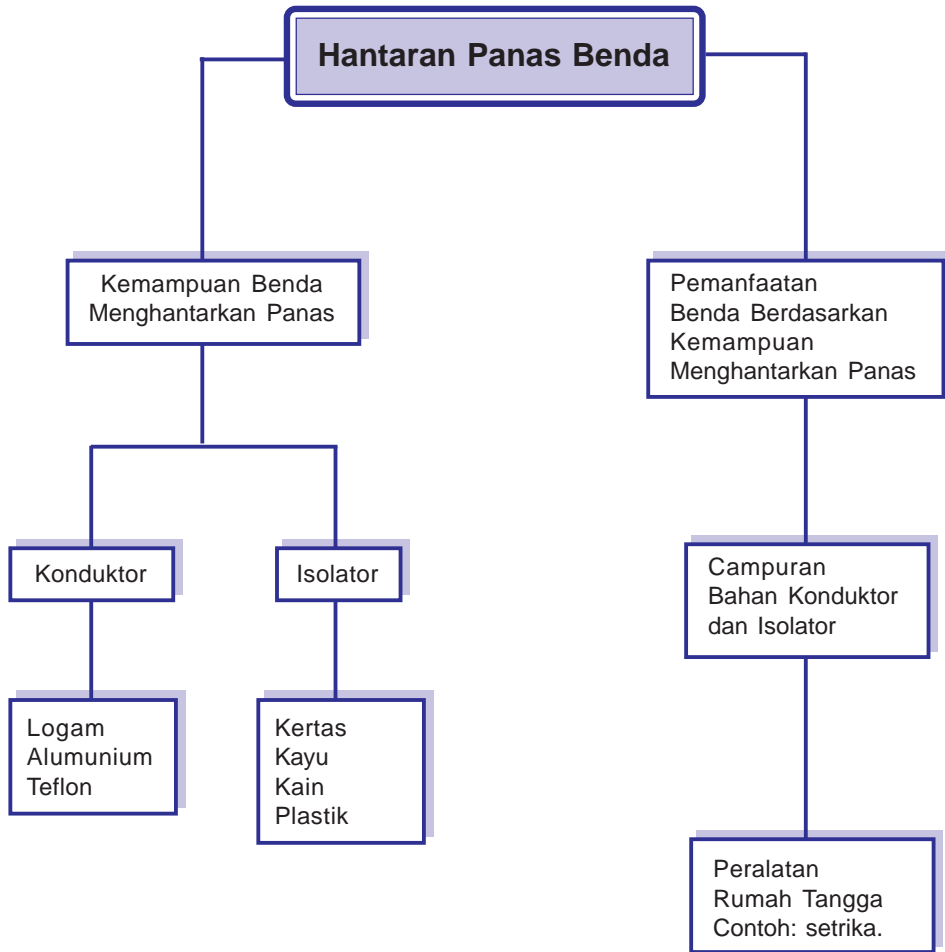 Hantaran Panas Benda
Kemampuan Benda
Menghantarkan Panas
Pemanfaatan
Benda Berdasarkan
Kemampuan
Menghantarkan Panas
Konduktor
Isolator
Campuran
Bahan Konduktor
dan Isolator
Logam
Alumunium
Teflon
Kertas
Kayu
Kain
Plastik
Peralatan
Rumah Tangga
Contoh: setrika.